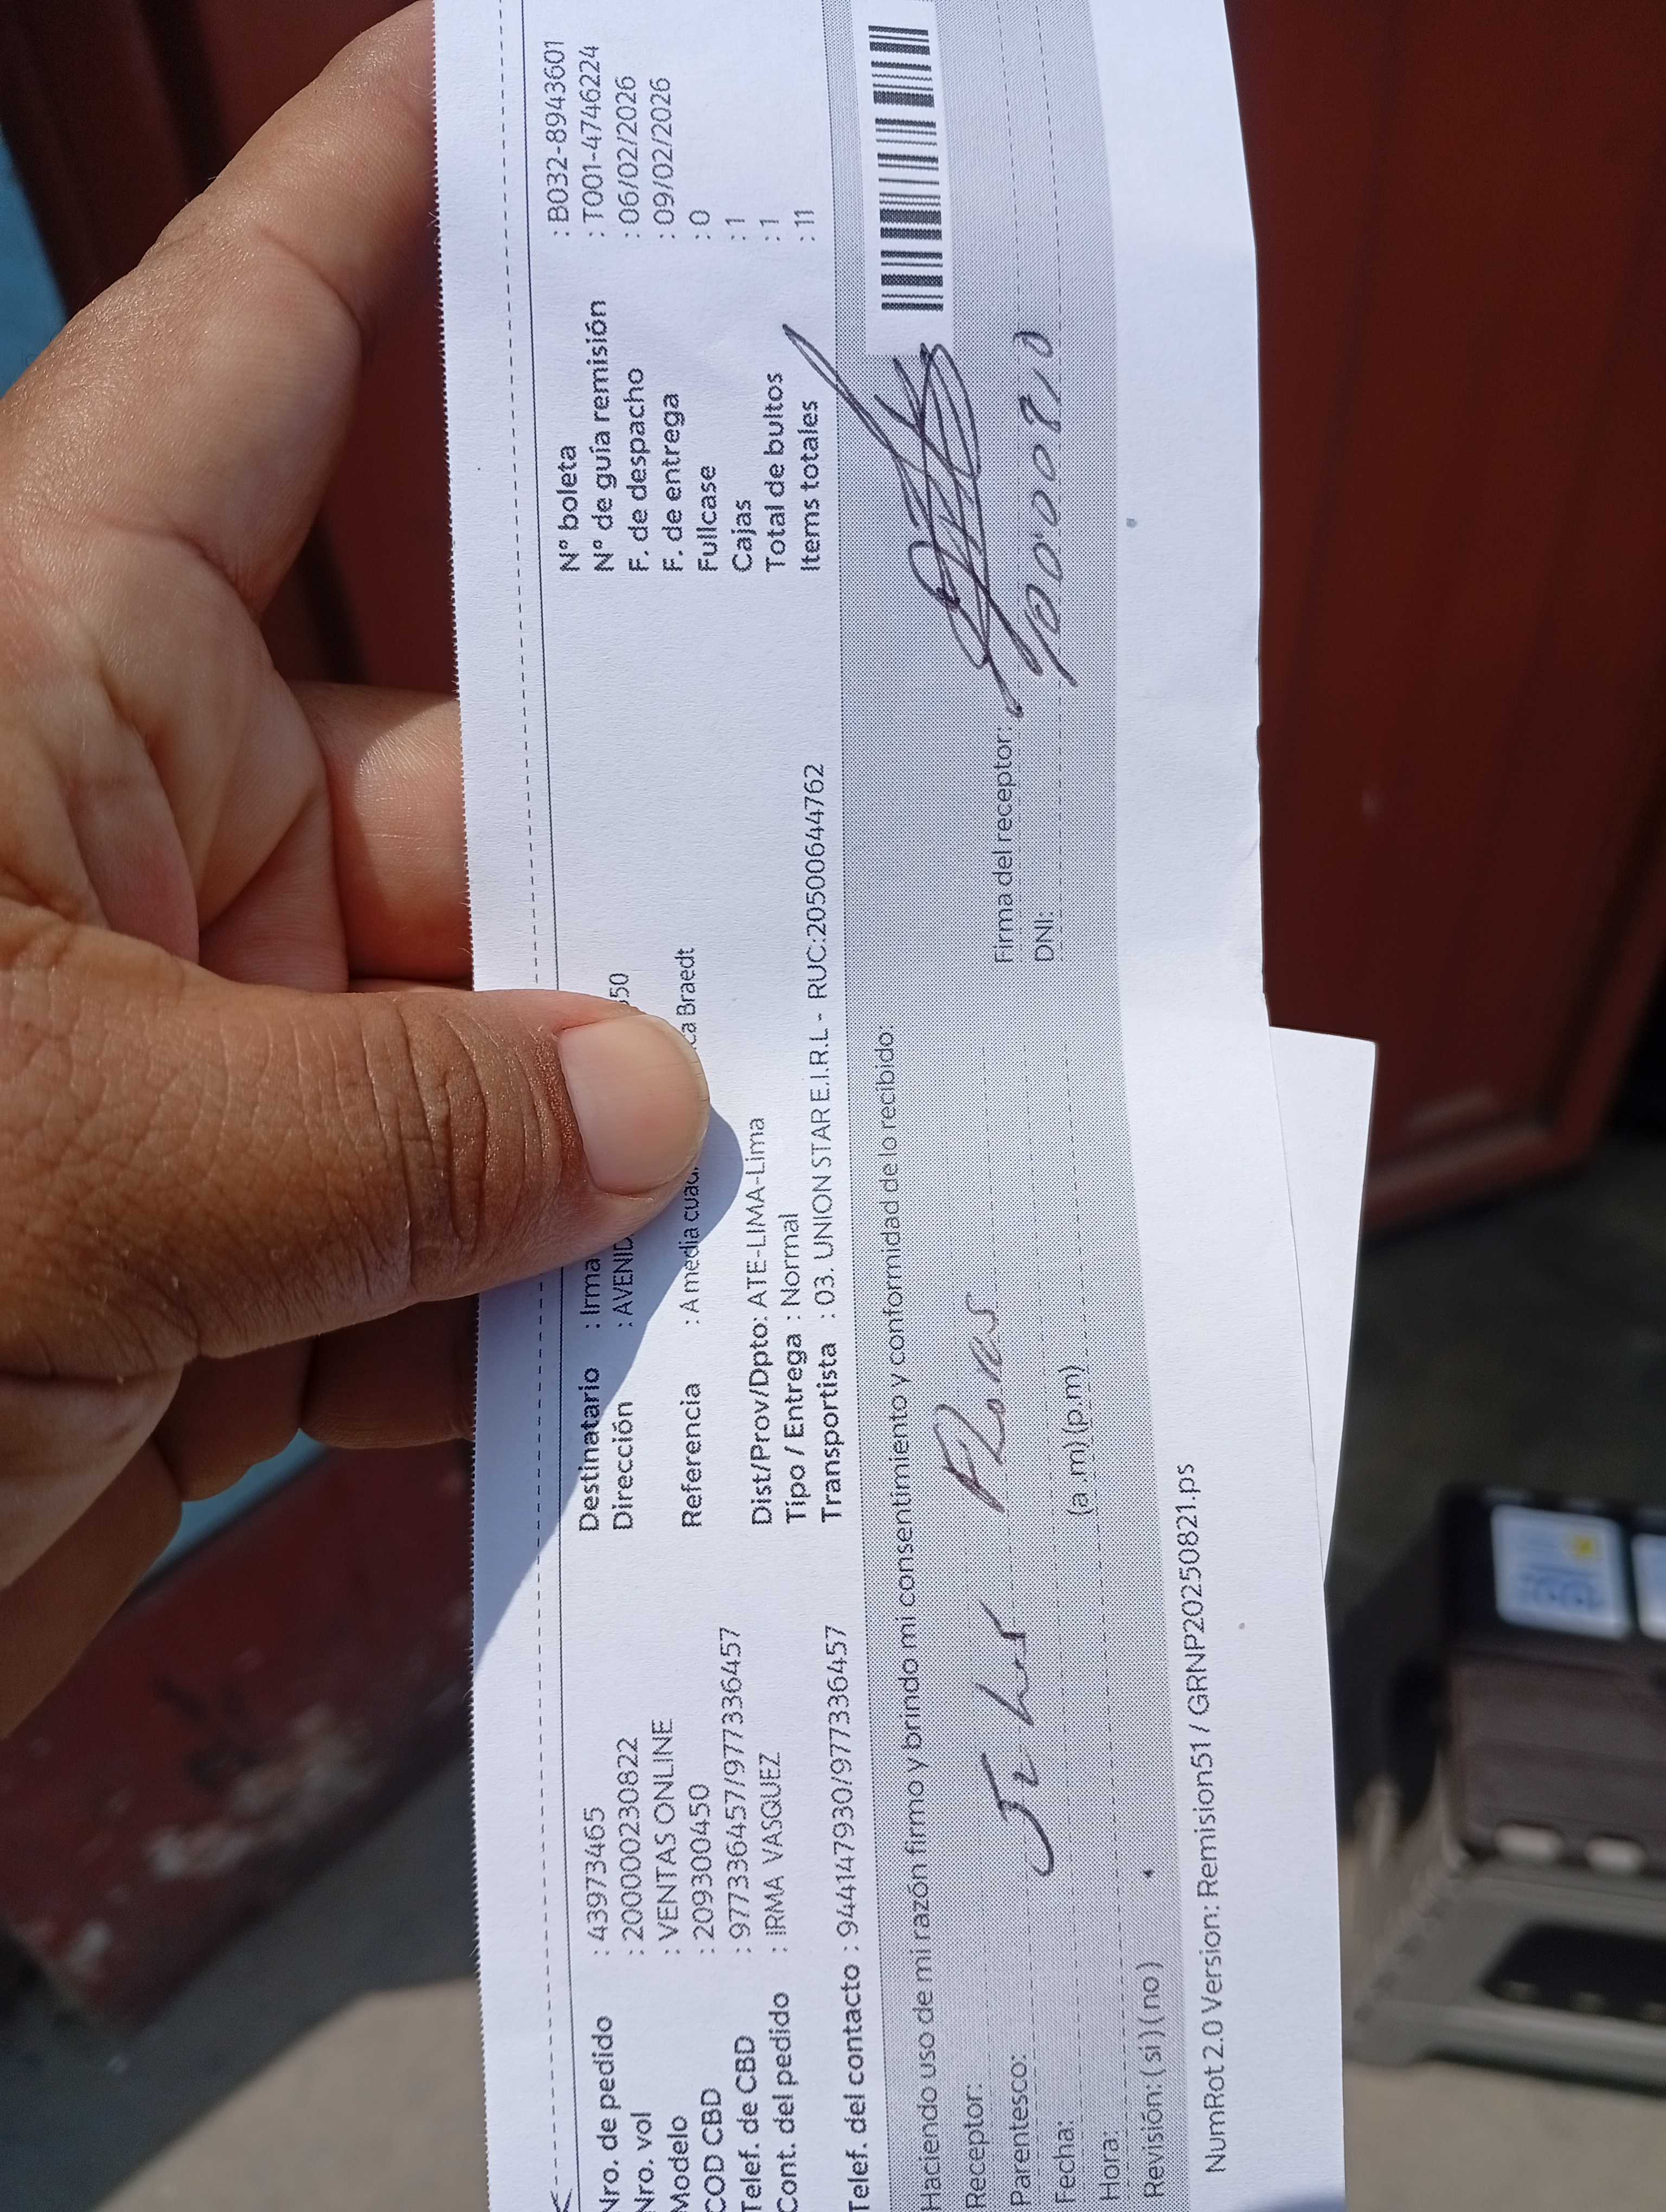 Nro. de pedido : 43973465
Nro. vol : 2000000230822
Modelo : VENTAS ONLINE
COD CBD : 209300450
Telef. de CBD : 977336457/977336457
Cont. del pedido : IRMA VASQUEZ
Telef. del contacto : 944147930/977336457
Destinatario : Irma
Dirección : AVENID 50
Referencia : A media Braedt
Dist/Prov/Dpto: ATE-LIMA-Lima
Tipo / Entrega : Normal
Transportista : 03. UNION STAR E.I.R.L - RUC:20500644762
N° boleta : B032-8943601
N° de guía remisión : T001-4746224
F. de despacho : 06/02/2026
F. de entrega : 09/02/2026
Fullcase : 0
Cajas : 1
Total de bultos : 1
Items totales : 11
Haciendo uso de mi razón firmo y brindo mi consentimiento y conformidad de lo recibido:
Receptor:
Parentesco:
Fecha:
Hora: (a.m) (p.m)
Revisión: ( si ) ( no )
Firma del receptor:
DNI:
NumRot 2.0 Version: Remision51 / GRNP20250821.ps